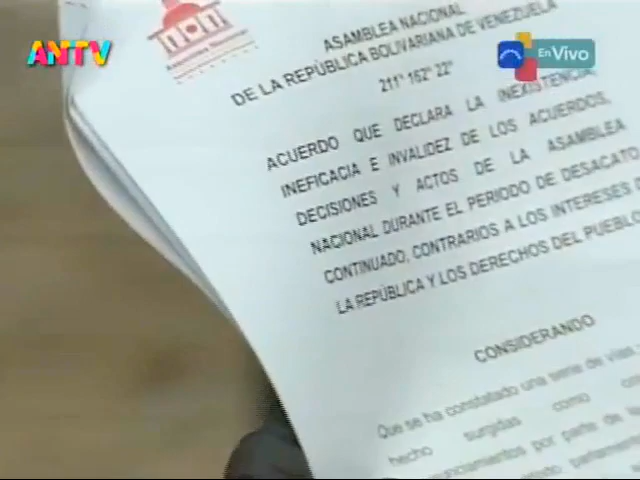 ANTV
En Vivo
ASAMBLEA NACIONAL
DE LA REPÚBLICA BOLIVARIANA DE VENEZUELA
211° 162° 22°
ACUERDO QUE DECLARA LA INEXISTENCIA,
INEFICACIA E INVALIDEZ DE LOS ACUERDOS,
DECISIONES Y ACTOS DE LA ASAMBLEA
NACIONAL DURANTE EL PERIODO DE DESACATO
CONTINUADO, CONTRARIOS A LOS INTERESES
LA REPÚBLICA Y LOS DERECHOS DEL PUEBLO
CONSIDERANDO
Que se ha constatado una serie de vías
hecho surgidas como
por parte de